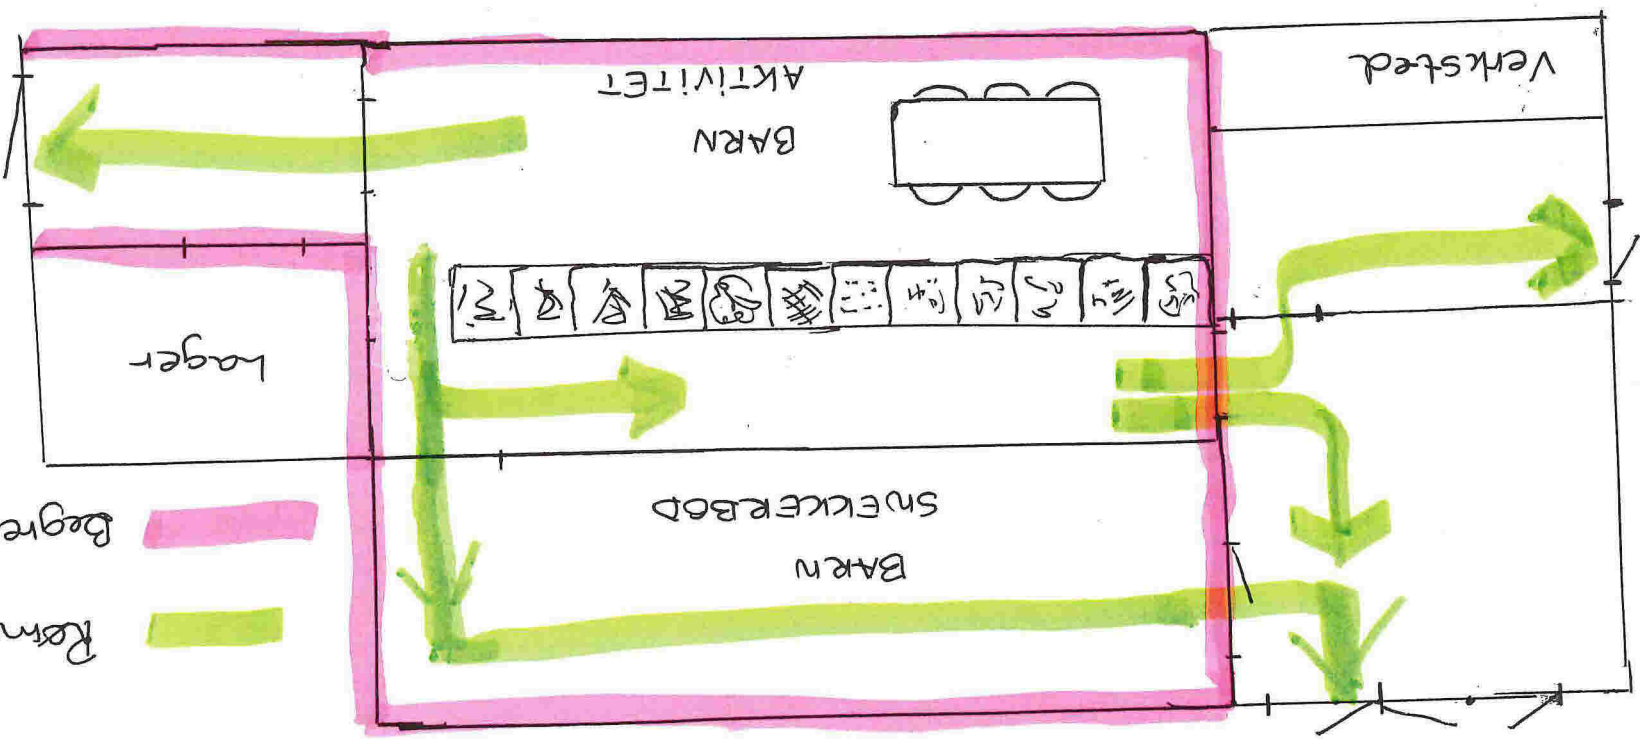 Røm
BARN
SNEKKERBOD
Begre
Lager
BARN
AKTIVITET
Verksted